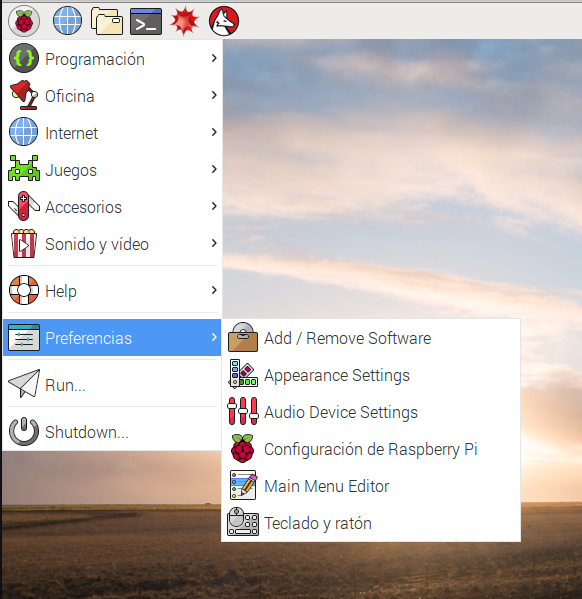 Programación
Oficina
Internet
Juegos
Accesorios
Sonido y vídeo
Help
Preferencias
Run...
Shutdown...
Add / Remove Software
Appearance Settings
Audio Device Settings
Configuración de Raspberry Pi
Main Menu Editor
Teclado y ratón